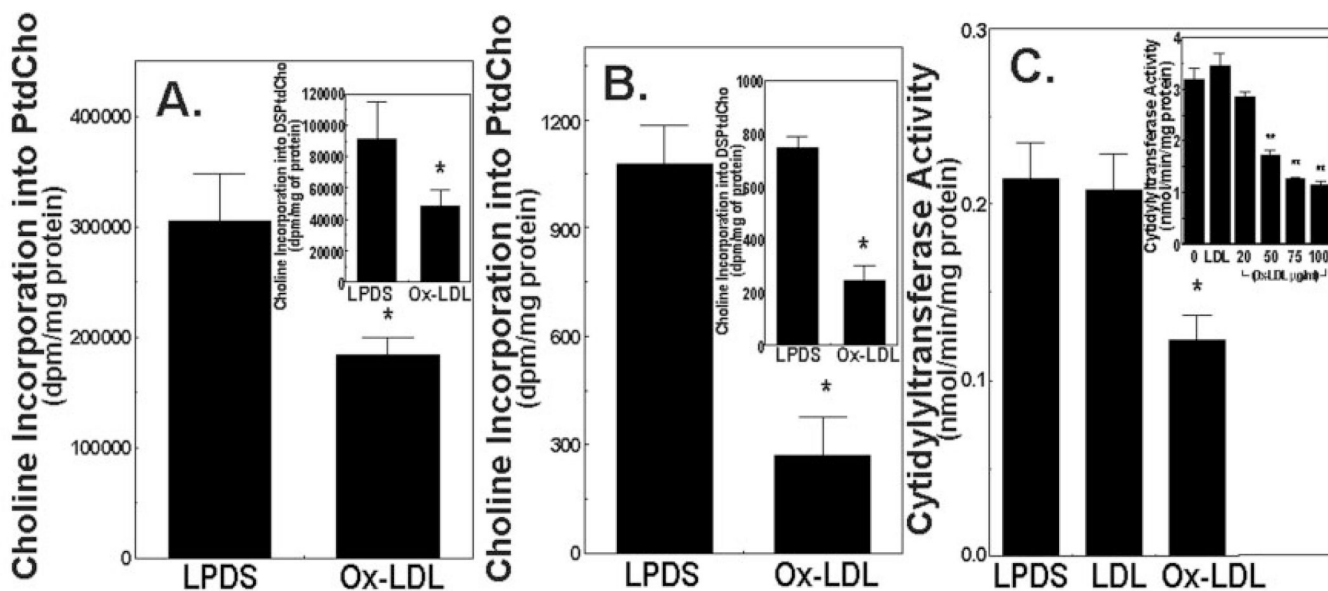 A.
Choline Incorporation into PtdCho
(dpm/mg protein)
400000
300000
200000
100000
0
LPDS
Ox-LDL
*
Choline Incorporation into DSPtdCho
(dpm/mg of protein)
120000
100000
80000
60000
40000
20000
0
LPDS
Ox-LDL
*
B.
Choline Incorporation into PtdCho
(dpm/mg protein)
1200
900
600
300
0
LPDS
Ox-LDL
*
Choline Incorporation into DSPtdCho
(dpm/mg of protein)
1000
800
600
400
200
0
LPDS
Ox-LDL
*
C.
Cytidylyltransferase Activity
(nmol/min/mg protein)
0.3
0.2
0.1
0.0
LPDS
LDL
Ox-LDL
*
Cytidylyltransferase Activity
(nmol/min/mg protein)
4
3
2
1
0
** ** **
0 LDL 20 50 75 100
(Ox-LDL µg/ml)